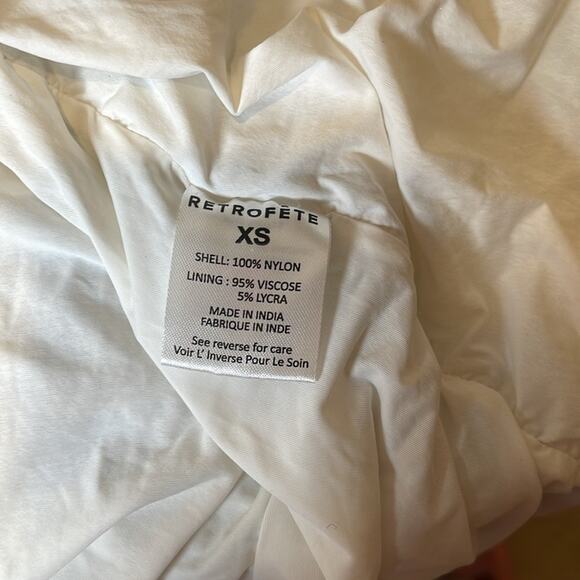 RETROFÊTE
XS
SHELL: 100% NYLON
LINING : 95% VISCOSE
5% LYCRA
MADE IN INDIA
FABRIQUE IN INDE
See reverse for care
Voir L' Inverse Pour Le Soin